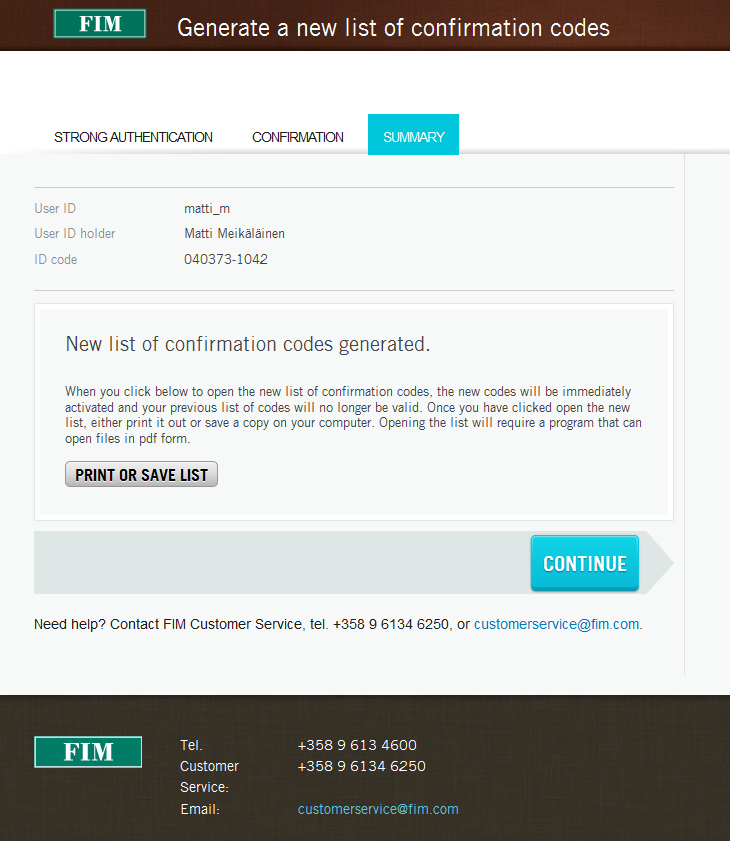 FIM
Generate a new list of confirmation codes
STRONG AUTHENTICATION CONFIRMATION SUMMARY
User ID matti_m
User ID holder Matti Meikäläinen
ID code 040373-1042
New list of confirmation codes generated.
When you click below to open the new list of confirmation codes, the new codes will be immediately
activated and your previous list of codes will no longer be valid. Once you have clicked open the new
list, either print it out or save a copy on your computer. Opening the list will require a program that can
open files in pdf form.
PRINT OR SAVE LIST
CONTINUE
Need help? Contact FIM Customer Service, tel. +358 9 6134 6250, or customerservice@fim.com.
FIM
Tel. +358 9 613 4600
Customer +358 9 6134 6250
Service:
Email: customerservice@fim.com